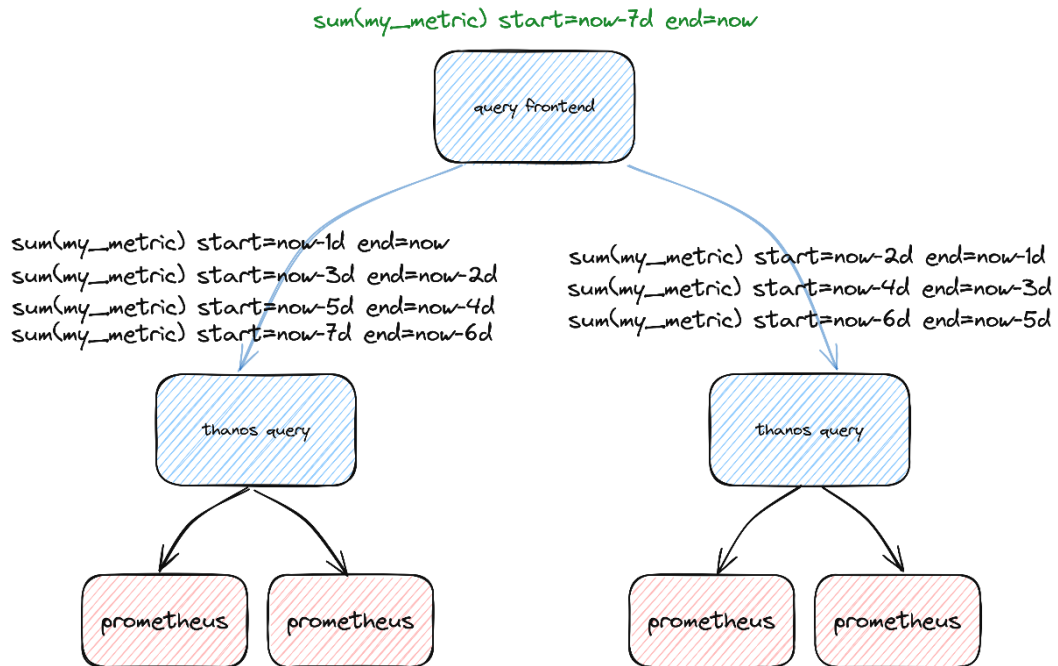 sum(my_metric) start=now-7d end=now
query frontend
sum(my_metric) start=now-1d end=now
sum(my_metric) start=now-3d end=now-2d
sum(my_metric) start=now-5d end=now-4d
sum(my_metric) start=now-7d end=now-6d
sum(my_metric) start=now-2d end=now-1d
sum(my_metric) start=now-4d end=now-3d
sum(my_metric) start=now-6d end=now-5d
thanos query
thanos query
prometheus
prometheus
prometheus
prometheus